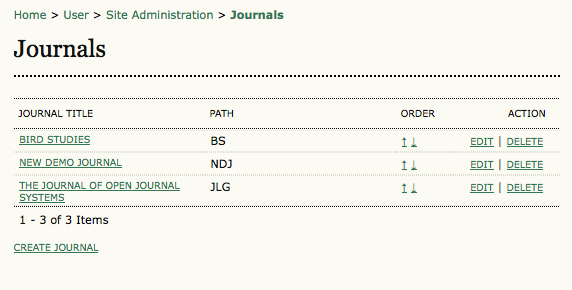 Home > User > Site Administration > Journals
Journals
JOURNAL TITLE PATH ORDER ACTION
BIRD STUDIES BS ↑ ↓ EDIT | DELETE
NEW DEMO JOURNAL NDJ ↑ ↓ EDIT | DELETE
THE JOURNAL OF OPEN JOURNAL JLG ↑ ↓ EDIT | DELETE
SYSTEMS
1 - 3 of 3 Items
CREATE JOURNAL